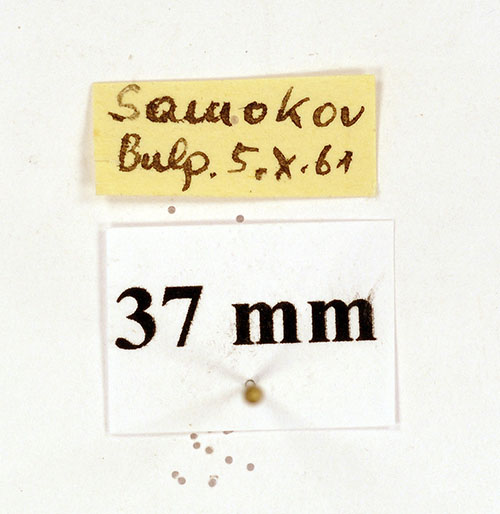 Samokov
Bulg. 5.X.61
37 mm